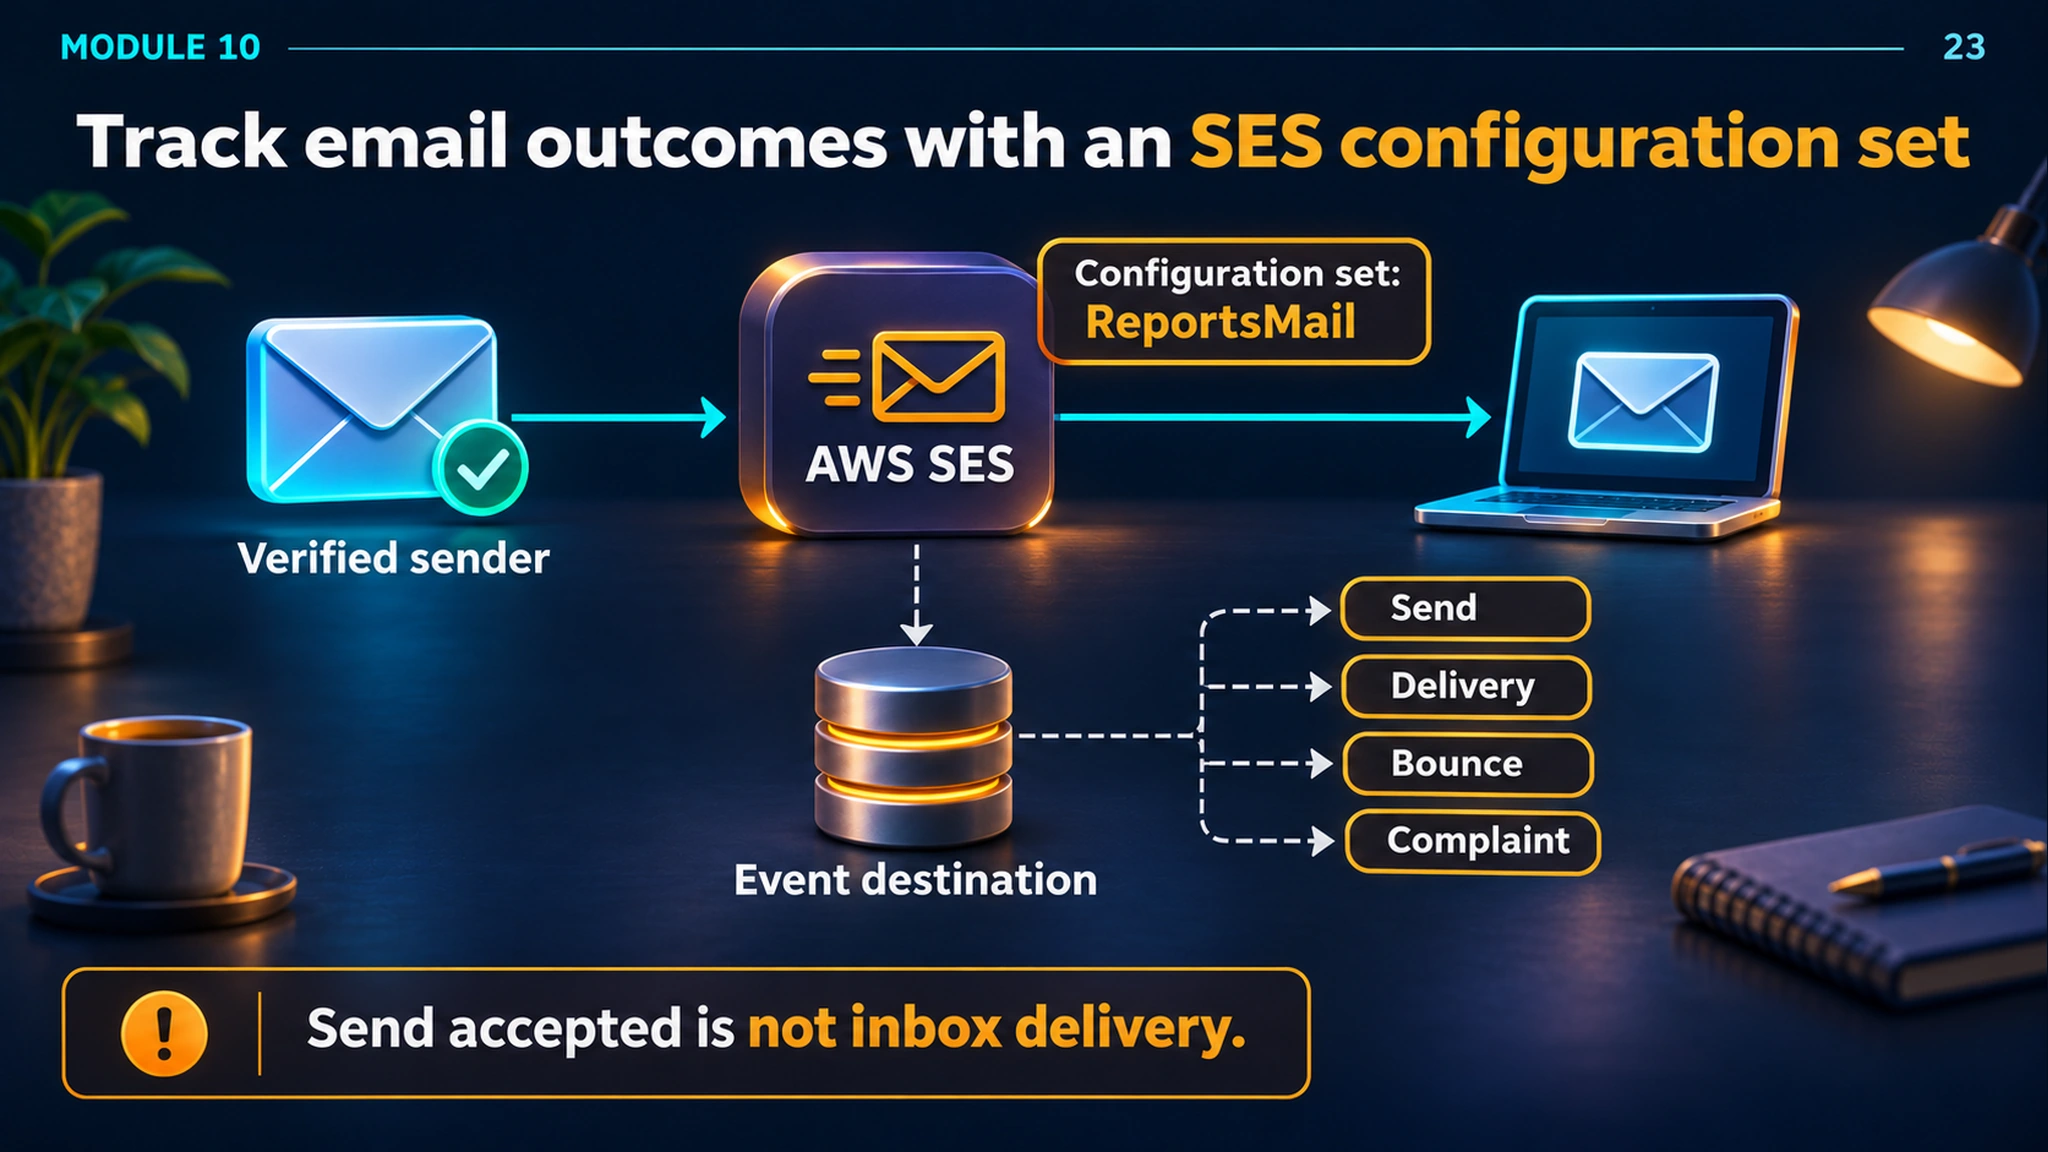 MODULE 10
23
Track email outcomes with an SES configuration set
Configuration set:
ReportsMail
AWS SES
Verified sender
Send
Delivery
Bounce
Complaint
Event destination
Send accepted is not inbox delivery.